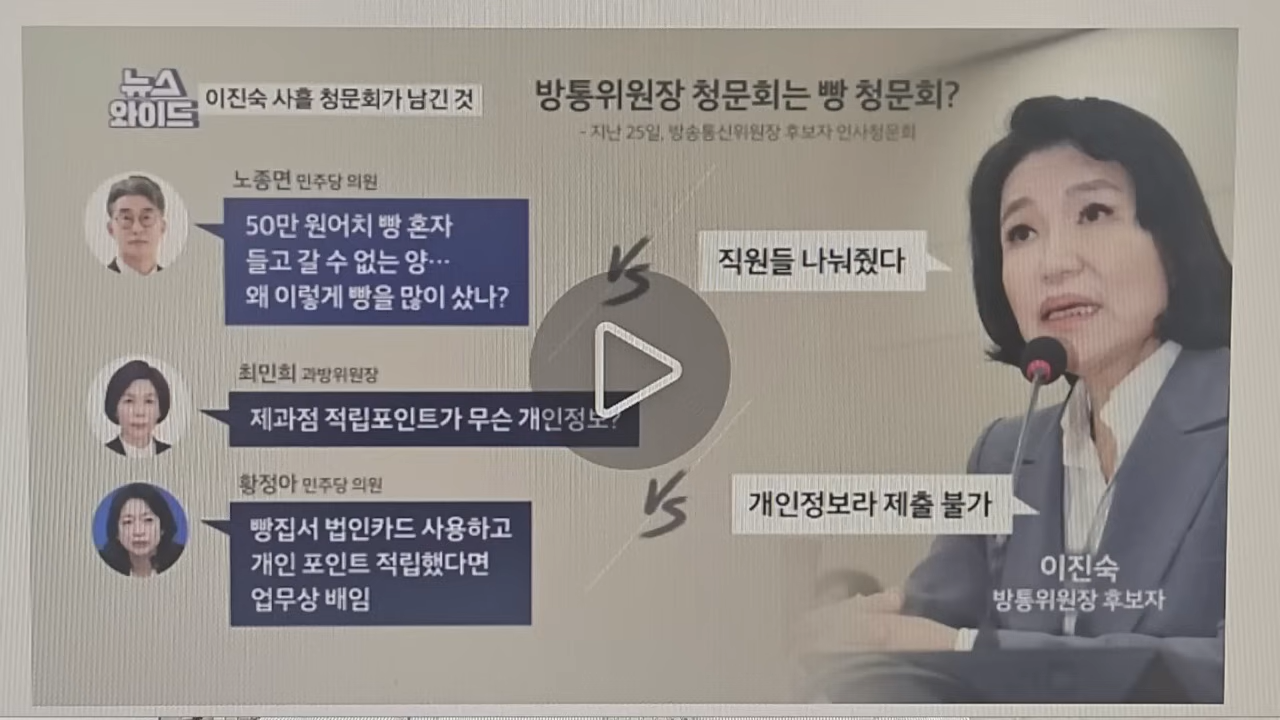 뉴스
와이드
이진숙 사흘 청문회가 남긴 것
방통위원장 청문회는 빵 청문회?
- 지난 25일, 방송통신위원장 후보자 인사청문회
노종면 민주당 의원
50만 원어치 빵 혼자
들고 갈 수 없는 양…
왜 이렇게 빵을 많이 샀나?
VS
직원들 나눠줬다
최민희 과방위원장
제과점 적립포인트가 무슨 개인정보?
황정아 민주당 의원
빵집서 법인카드 사용하고
개인 포인트 적립했다면
업무상 배임
VS
개인정보라 제출 불가
이진숙
방통위원장 후보자